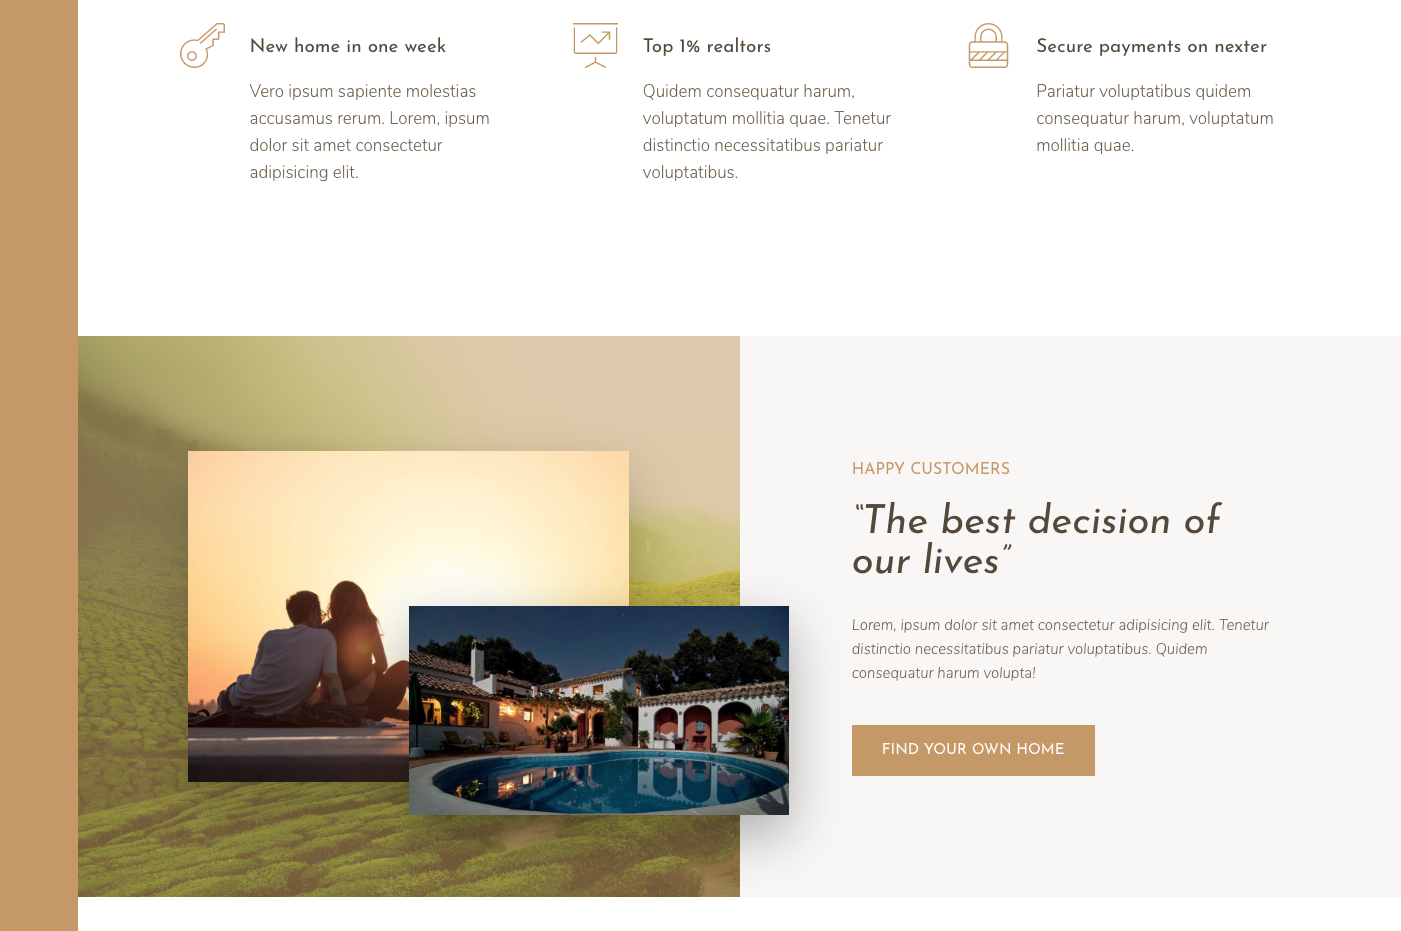 New home in one week
Vero ipsum sapiente molestias
accusamus rerum. Lorem, ipsum
dolor sit amet consectetur
adipisicing elit.
Top 1% realtors
Quidem consequatur harum,
voluptatum mollitia quae. Tenetur
distinctio necessitatibus pariatur
voluptatibus.
Secure payments on nexter
Pariatur voluptatibus quidem
consequatur harum, voluptatum
mollitia quae.
HAPPY CUSTOMERS
“The best decision of
our lives”
Lorem, ipsum dolor sit amet consectetur adipisicing elit. Tenetur
distinctio necessitatibus pariatur voluptatibus. Quidem
consequatur harum volupta!
FIND YOUR OWN HOME